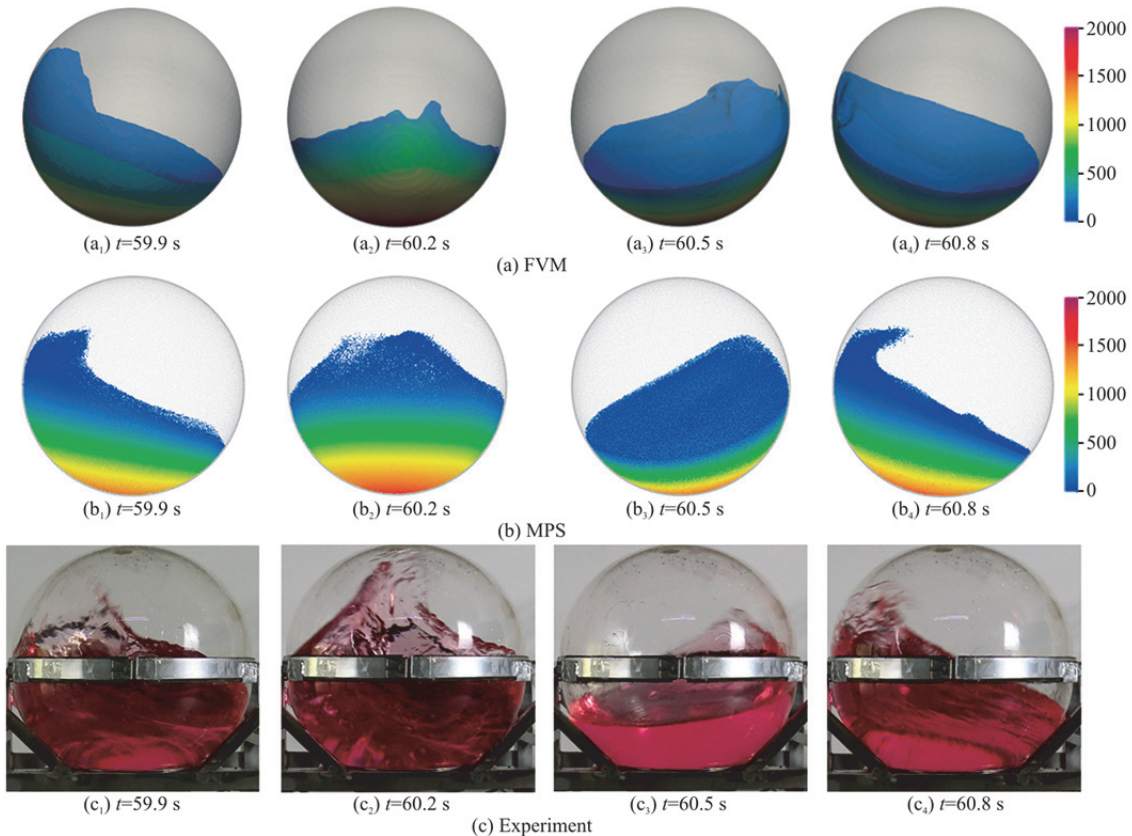 2000
1500
1000
500
0
(a₁) t=59.9 s
(a₂) t=60.2 s
(a₃) t=60.5 s
(a₄) t=60.8 s
(a) FVM
2000
1500
1000
500
0
(b₁) t=59.9 s
(b₂) t=60.2 s
(b₃) t=60.5 s
(b₄) t=60.8 s
(b) MPS
(c₁) t=59.9 s
(c₂) t=60.2 s
(c₃) t=60.5 s
(c₄) t=60.8 s
(c) Experiment